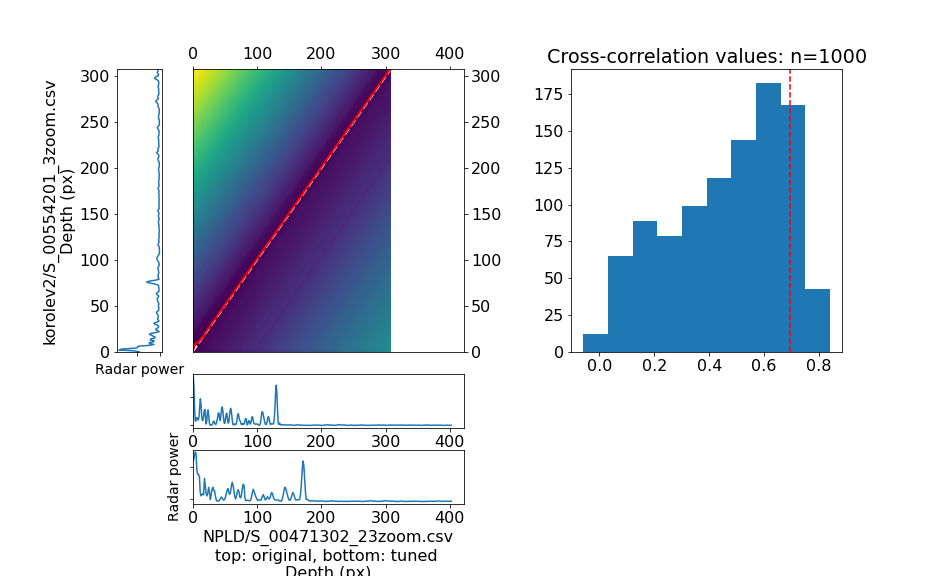 0 100 200 300 400
Cross-correlation values: n=1000
korolev2/S_00554201_3zoom.csv
Depth (px)
300
250
200
150
100
50
0
300
250
200
150
100
50
0
175
150
125
100
75
50
25
0
0.0 0.2 0.4 0.6 0.8
Radar power
0 100 200 300 400
Radar power
0 100 200 300 400
NPLD/S_00471302_23zoom.csv
top: original, bottom: tuned
Depth (px)